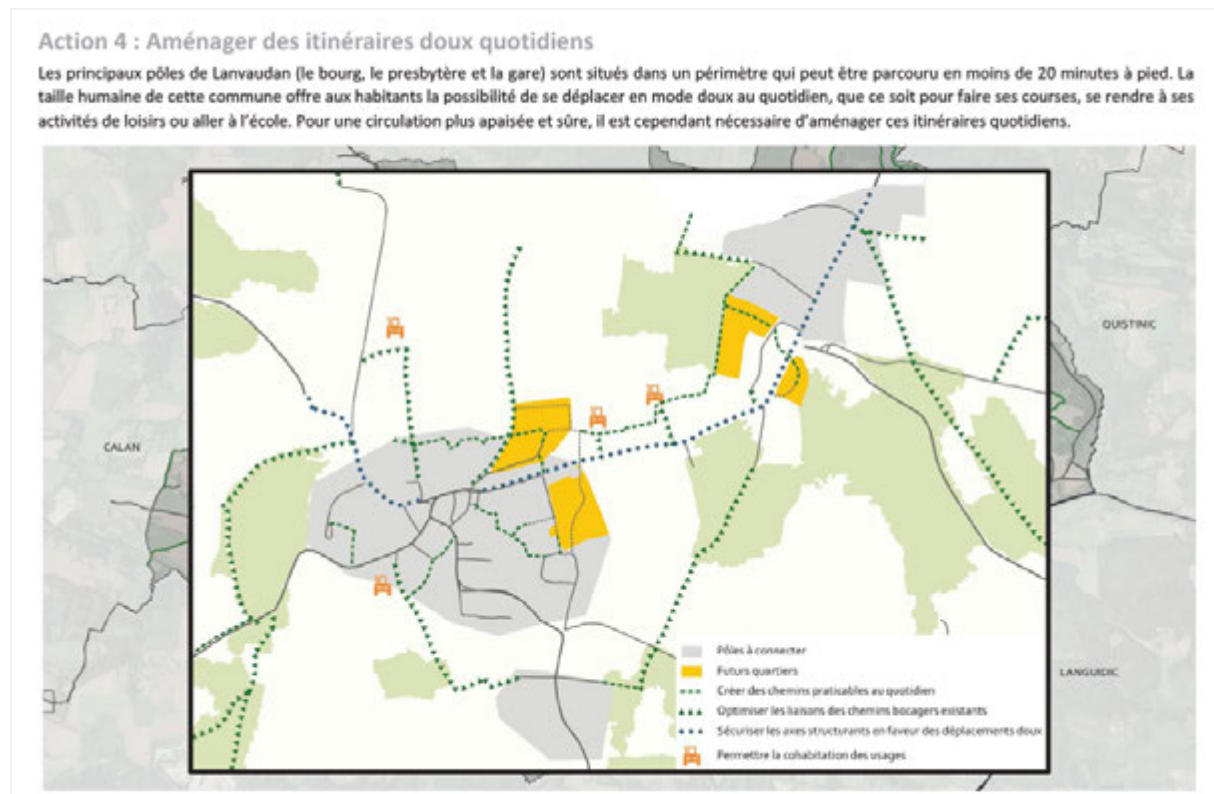 Action 4 : Aménager des itinéraires doux quotidiens
Les principaux pôles de Lanvaudan (le bourg, le presbytère et la gare) sont situés dans un périmètre qui peut être parcouru en moins de 20 minutes à pied. La
taille humaine de cette commune offre aux habitants la possibilité de se déplacer en mode doux au quotidien, que ce soit pour faire ses courses, se rendre à ses
activités de loisirs ou aller à l'école. Pour une circulation plus apaisée et sûre, il est cependant nécessaire d'aménager ces itinéraires quotidiens.
QUISTINIC
CALAN
LANGUIDIC
Pôles à connecter
Futurs quartiers
Créer des chemins praticables au quotidien
Optimiser les liaisons des chemins bocagers existants
Sécuriser les axes structurants en faveur des déplacements doux
Permettre la cohabitation des usages